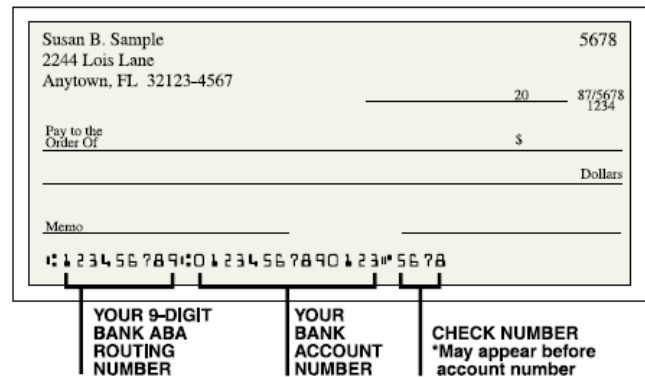 Susan B. Sample 5678
2244 Lois Lane
Anytown, FL 32123-4567
20 87/5678
1234
Pay to the
Order Of $
Dollars
Memo
⑆123456789⑆01234567890123⑈5678
YOUR 9-DIGIT
BANK ABA
ROUTING
NUMBER
YOUR
BANK
ACCOUNT
NUMBER
CHECK NUMBER
*May appear before
account number